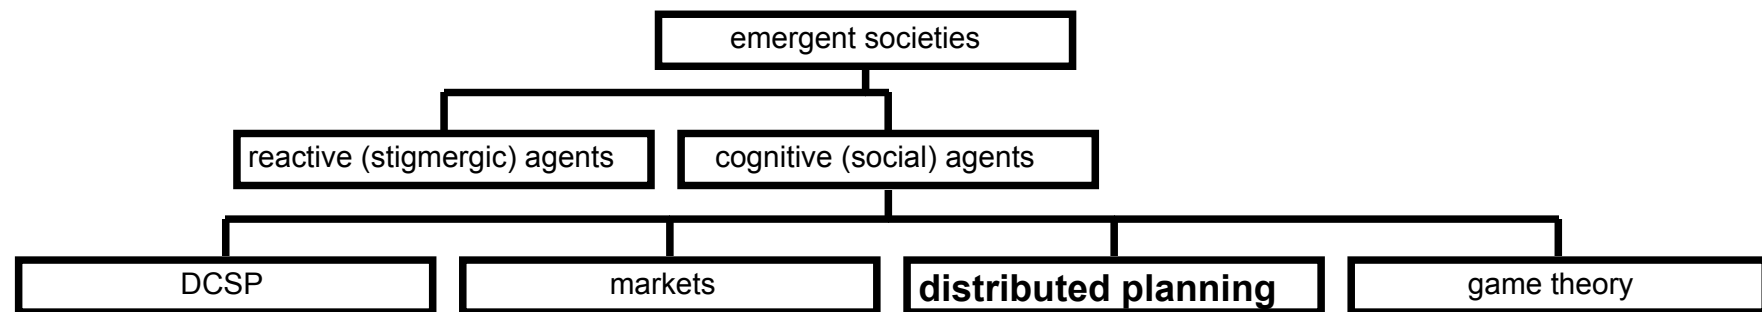 emergent societies
reactive (stigmergic) agents
cognitive (social) agents
DCSP
markets
distributed planning
game theory